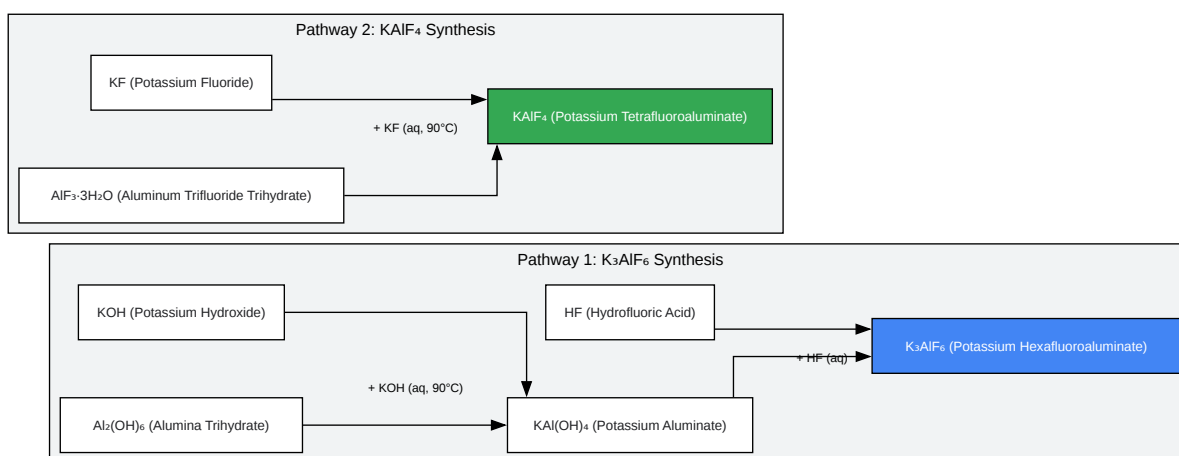 Pathway 2: KAlF₄ Synthesis
KF (Potassium Fluoride)
KAlF₄ (Potassium Tetrafluoroaluminate)
+ KF (aq, 90°C)
AlF₃·3H₂O (Aluminum Trifluoride Trihydrate)
Pathway 1: K₃AlF₆ Synthesis
KOH (Potassium Hydroxide)
HF (Hydrofluoric Acid)
K₃AlF₆ (Potassium Hexafluoroaluminate)
+ HF (aq)
+ KOH (aq, 90°C)
Al₂(OH)₆ (Alumina Trihydrate)
KAl(OH)₄ (Potassium Aluminate)